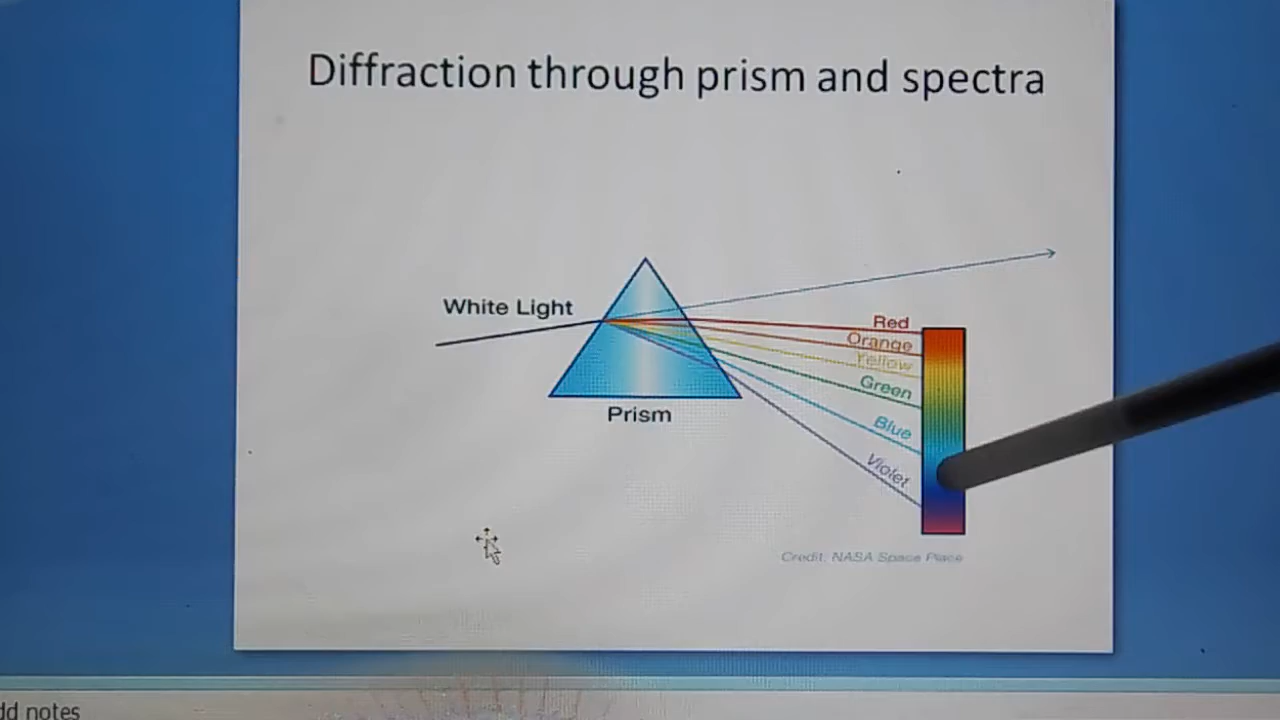 Diffraction through prism and spectra
White Light
Red
Orange
Yellow
Green
Blue
Violet
Prism
Credit: NASA Space Place
dd notes